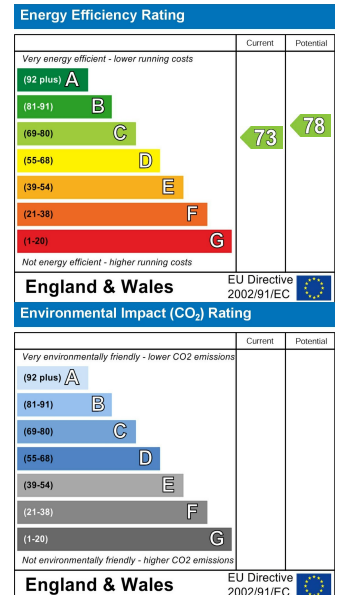 Energy Efficiency Rating
Current Potential
Very energy efficient - lower running costs
(92 plus) A
(81-91) B
(69-80) C
73
78
(55-68) D
(39-54) E
(21-38) F
(1-20) G
Not energy efficient - higher running costs
England & Wales
EU Directive
2002/91/EC
Environmental Impact (CO₂) Rating
Current Potential
Very environmentally friendly - lower CO2 emissions
(92 plus) A
(81-91) B
(69-80) C
(55-68) D
(39-54) E
(21-38) F
(1-20) G
Not environmentally friendly - higher CO2 emissions
England & Wales
EU Directive
2002/91/EC